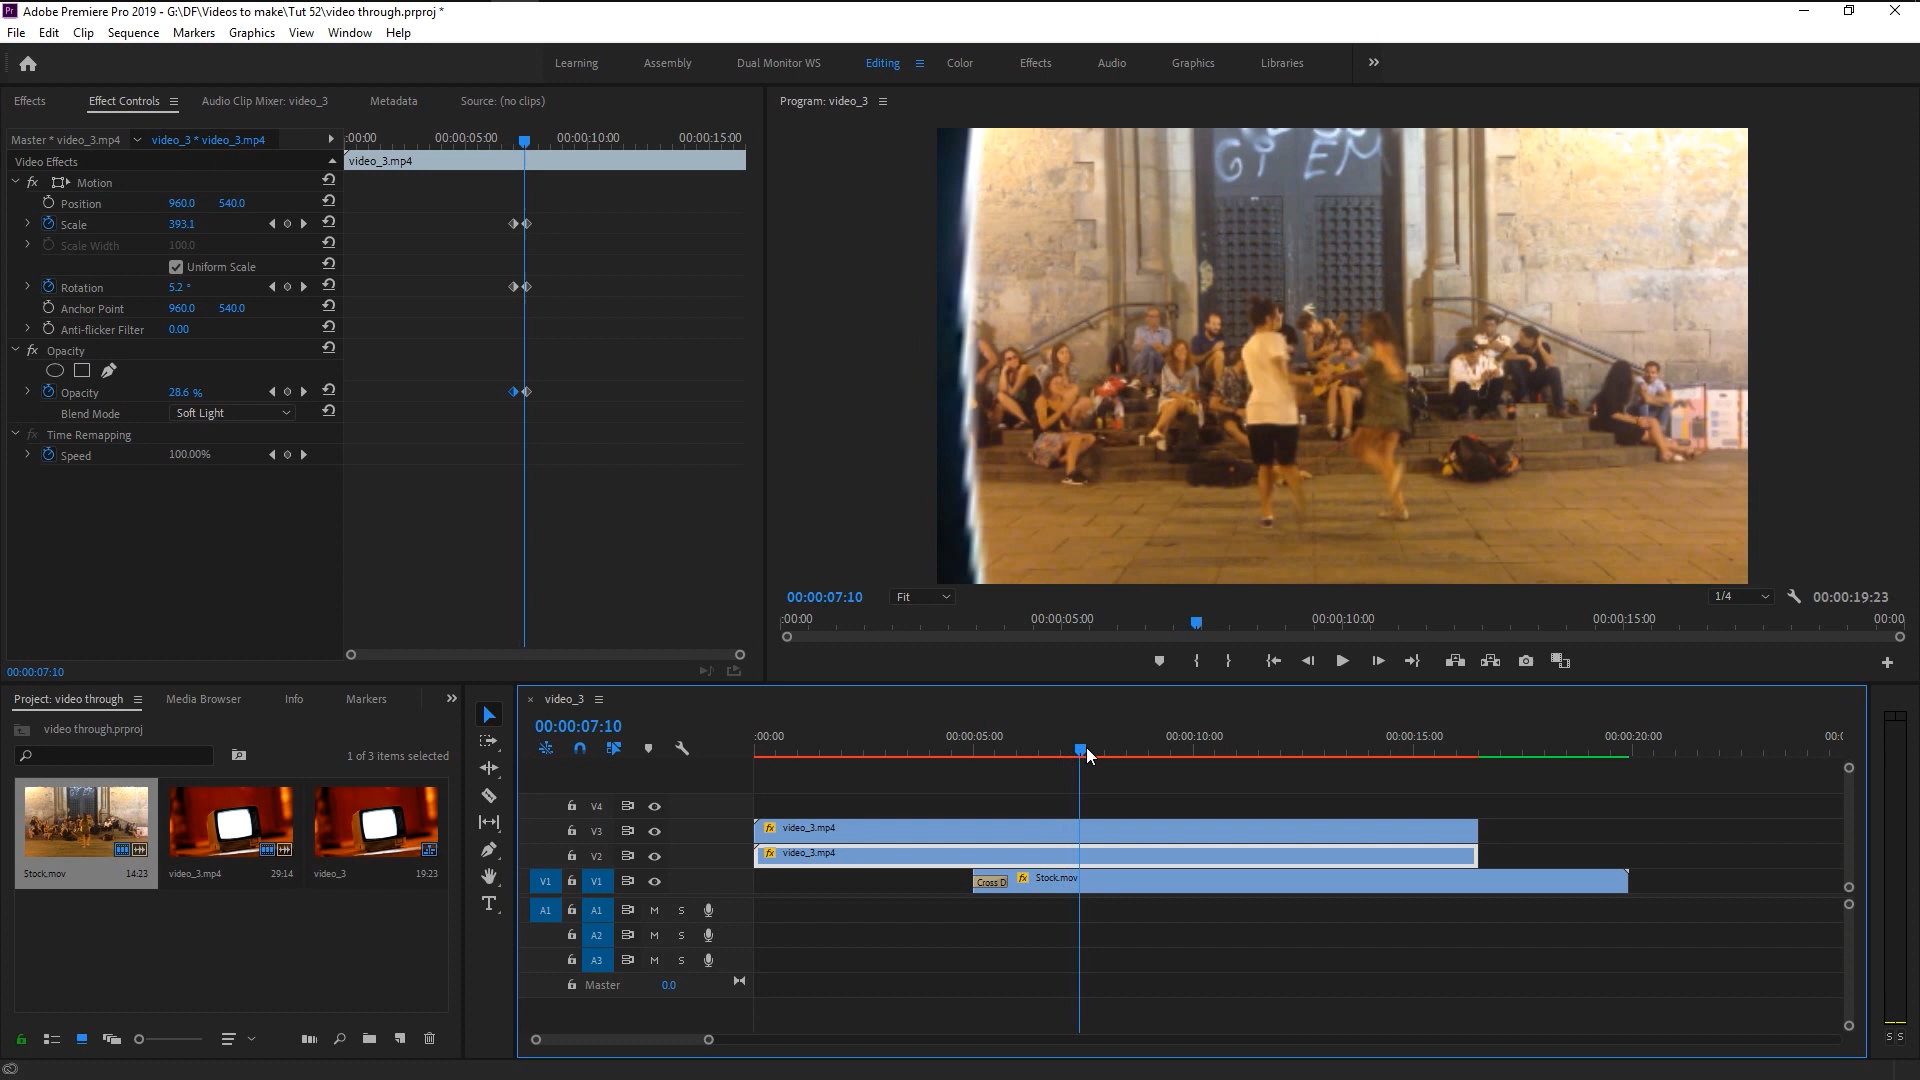 Adobe Premiere Pro 2019 - G:\DF\Videos to make\Tut 52\video through.prproj *
File Edit Clip Sequence Markers Graphics View Window Help
Learning Assembly Dual Monitor WS Editing Color Effects Audio Graphics Libraries
Effects Effect Controls Audio Clip Mixer: video_3 Metadata Source: (no clips)
Program: video_3
Master * video_3.mp4 video_3 * video_3.mp4
:00:00 00:00:05:00 00:00:10:00 00:00:15:00
Video Effects
video_3.mp4
fx Motion
Position 960.0 540.0
Scale 393.1
Scale Width 100.0
Uniform Scale
Rotation 5.2 °
Anchor Point 960.0 540.0
Anti-flicker Filter 0.00
fx Opacity
Opacity 28.6 %
Blend Mode Soft Light
fx Time Remapping
Speed 100.00%
00:00:07:10
00:00:07:10 Fit 1/4 00:00:19:23
:00:00 00:00:05:00 00:00:10:00 00:00:15:00 00:00
Project: video through Media Browser Info Markers
video through.prproj
1 of 3 items selected
Stock.mov 14:23
video_3.mp4 29:14
video_3 19:23
video_3
00:00:07:10
:00:00 00:00:05:00 00:00:10:00 00:00:15:00 00:00:20:00 00:0
V4
V3 fx video_3.mp4
V2 fx video_3.mp4
V1 V1 Cross D fx Stock.mov
A1 A1 M S
A2 M S
A3 M S
Master 0.0
S S